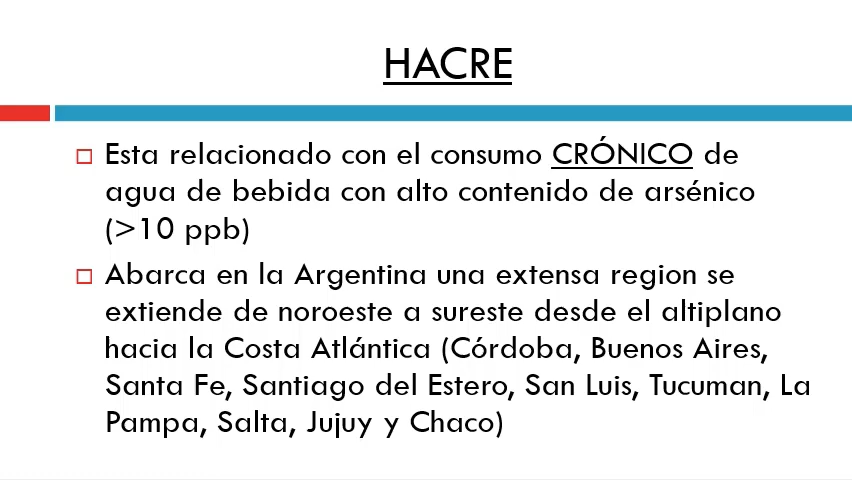 HACRE
Esta relacionado con el consumo CRÓNICO de
agua de bebida con alto contenido de arsénico
(>10 ppb)
Abarca en la Argentina una extensa region se
extiende de noroeste a sureste desde el altiplano
hacia la Costa Atlántica (Córdoba, Buenos Aires,
Santa Fe, Santiago del Estero, San Luis, Tucuman, La
Pampa, Salta, Jujuy y Chaco)